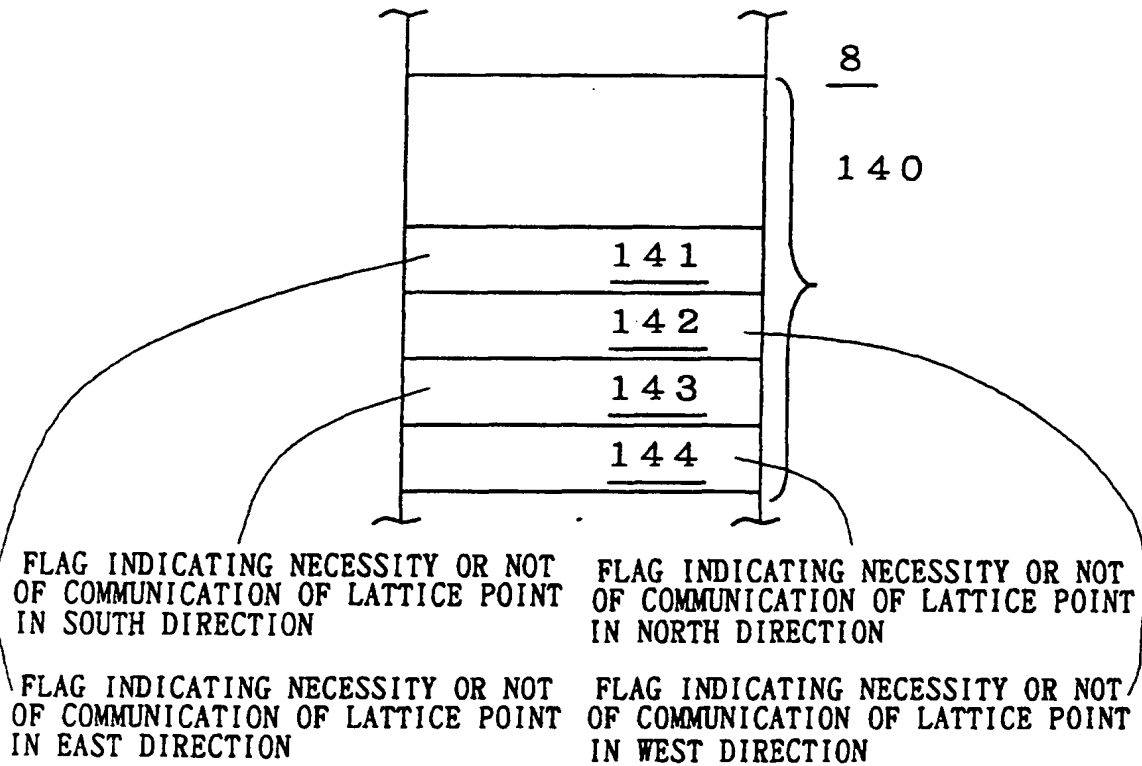 8
140
141
142
143
144
FLAG INDICATING NECESSITY OR NOT
OF COMMUNICATION OF LATTICE POINT
IN SOUTH DIRECTION
FLAG INDICATING NECESSITY OR NOT
OF COMMUNICATION OF LATTICE POINT
IN NORTH DIRECTION
FLAG INDICATING NECESSITY OR NOT
OF COMMUNICATION OF LATTICE POINT
IN EAST DIRECTION
FLAG INDICATING NECESSITY OR NOT
OF COMMUNICATION OF LATTICE POINT
IN WEST DIRECTION